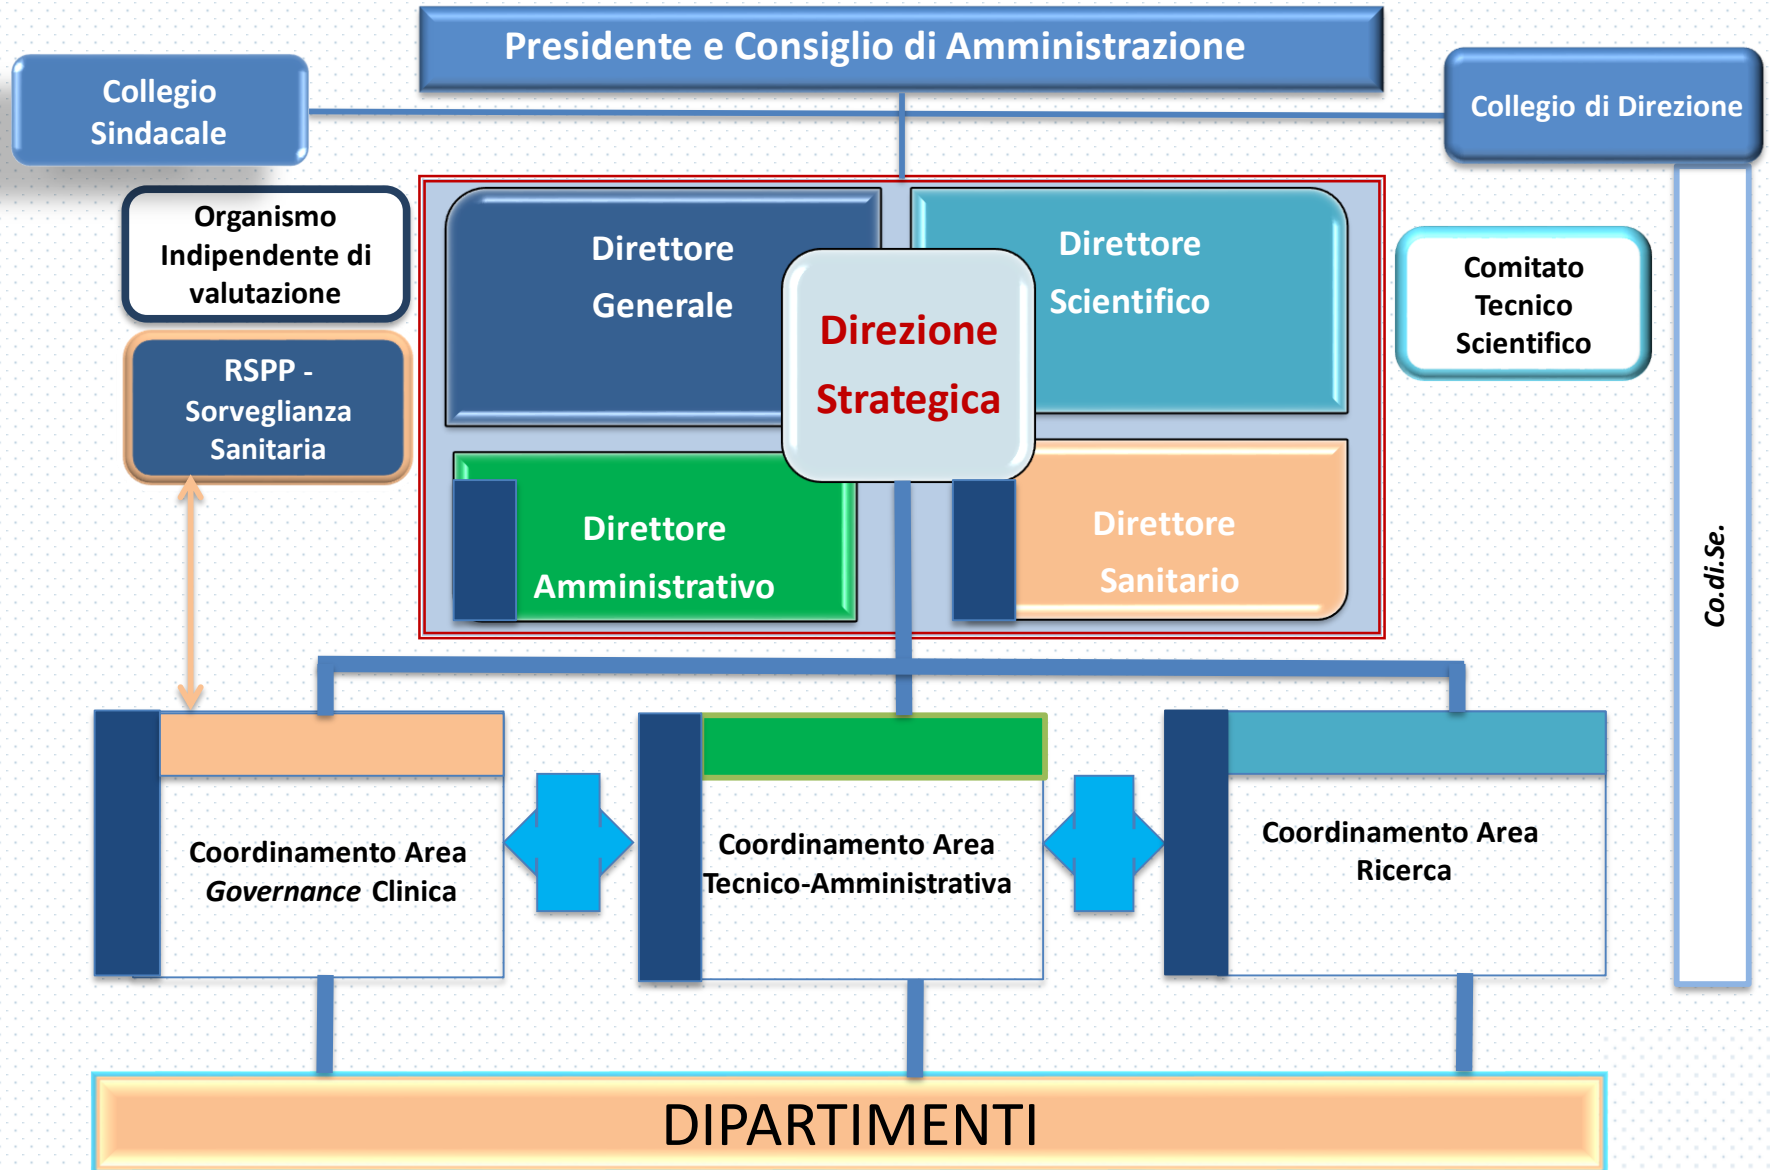 Presidente e Consiglio di Amministrazione
Collegio
Sindacale
Collegio di Direzione
Organismo
Indipendente di
valutazione
RSPP -
Sorveglianza
Sanitaria
Direttore
Generale
Direttore
Scientifico
Direzione
Strategica
Direttore
Amministrativo
Direttore
Sanitario
Comitato
Tecnico
Scientifico
Co.di.Se.
Coordinamento Area
Governance Clinica
Coordinamento Area
Tecnico-Amministrativa
Coordinamento Area
Ricerca
DIPARTIMENTI